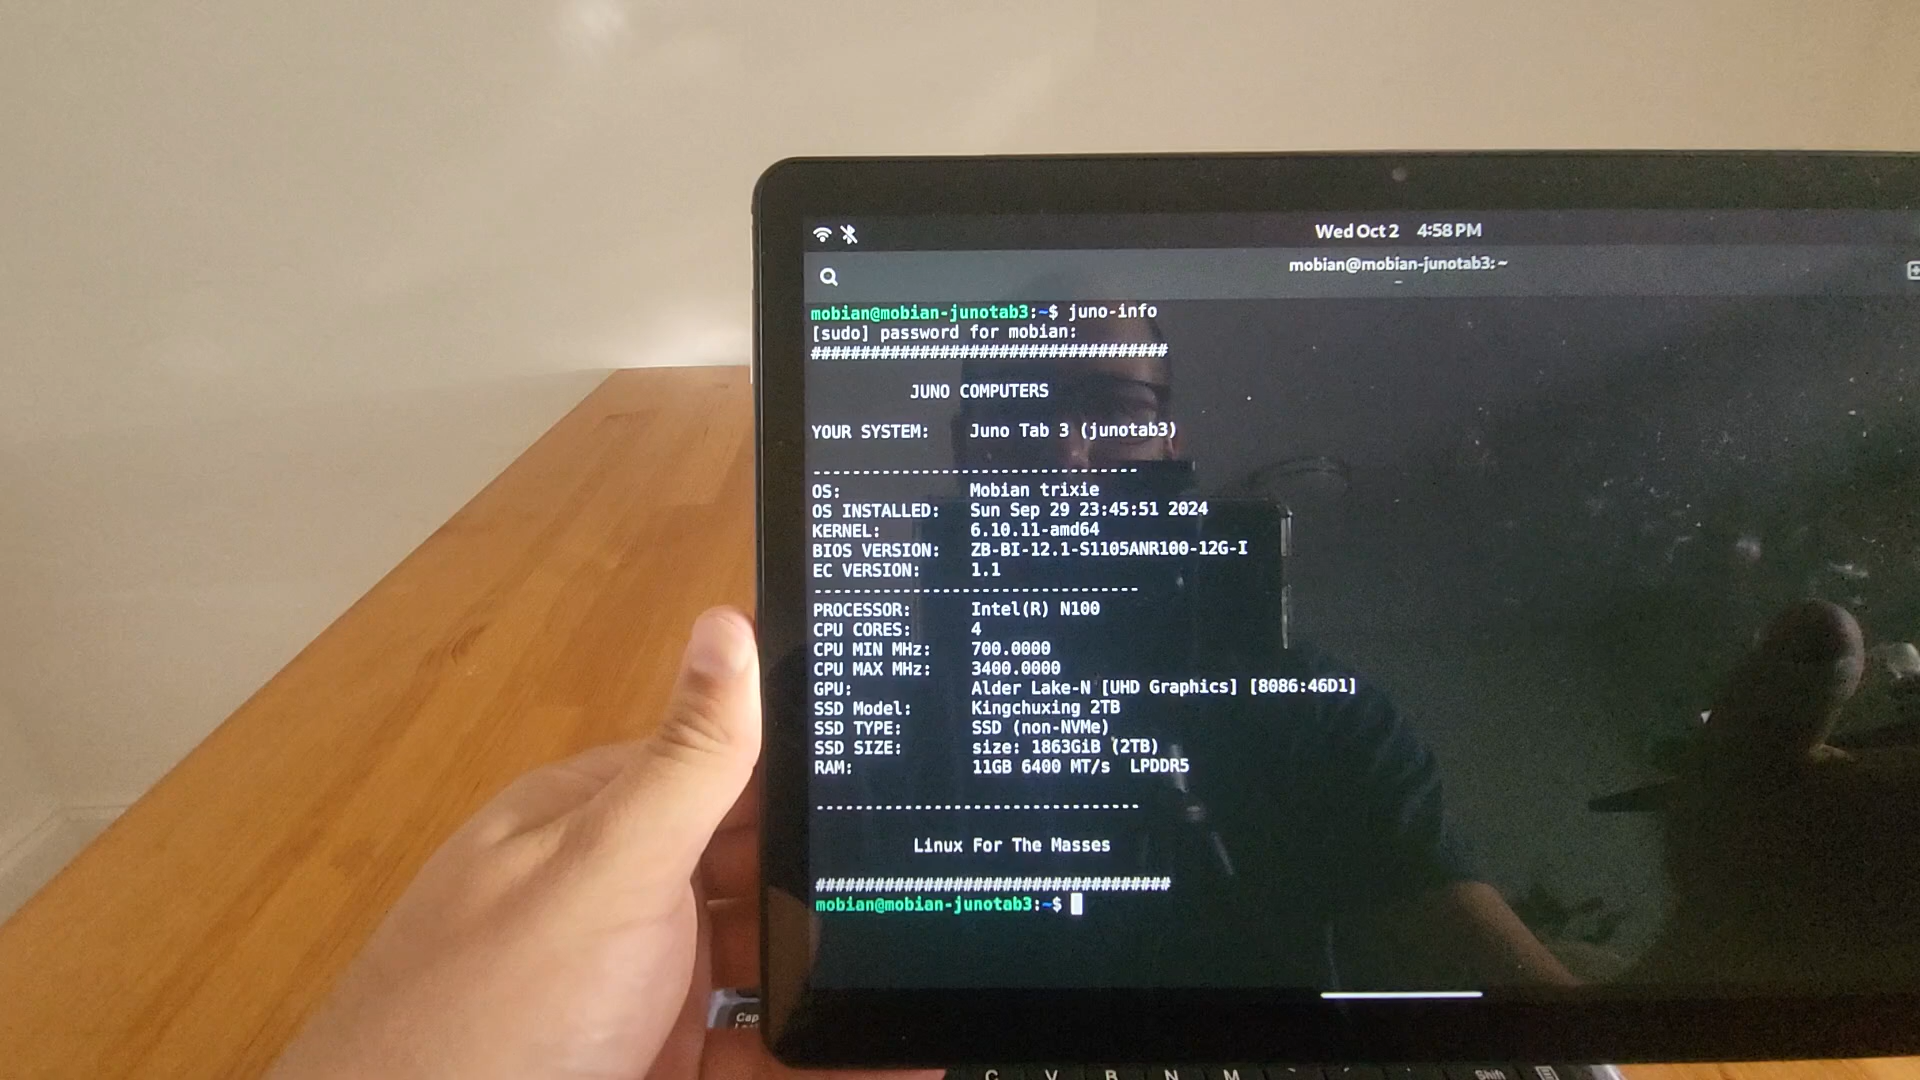 Wed Oct 2 4:58 PM
mobian@mobian-junotab3: ~
mobian@mobian-junotab3:~$ juno-info
[sudo] password for mobian:
####################################
JUNO COMPUTERS
YOUR SYSTEM: Juno Tab 3 (junotab3)
---------------------------------
OS: Mobian trixie
OS INSTALLED: Sun Sep 29 23:45:51 2024
KERNEL: 6.10.11-amd64
BIOS VERSION: ZB-BI-12.1-S1105ANR100-12G-I
EC VERSION: 1.1
---------------------------------
PROCESSOR: Intel(R) N100
CPU CORES: 4
CPU MIN MHz: 700.0000
CPU MAX MHz: 3400.0000
GPU: Alder Lake-N [UHD Graphics] [8086:46D1]
SSD Model: Kingchuxing 2TB
SSD TYPE: SSD (non-NVMe)
SSD SIZE: size: 1863GiB (2TB)
RAM: 11GB 6400 MT/s LPDDR5
---------------------------------
Linux For The Masses
####################################
mobian@mobian-junotab3:~$
Cap
C V B N M Shift